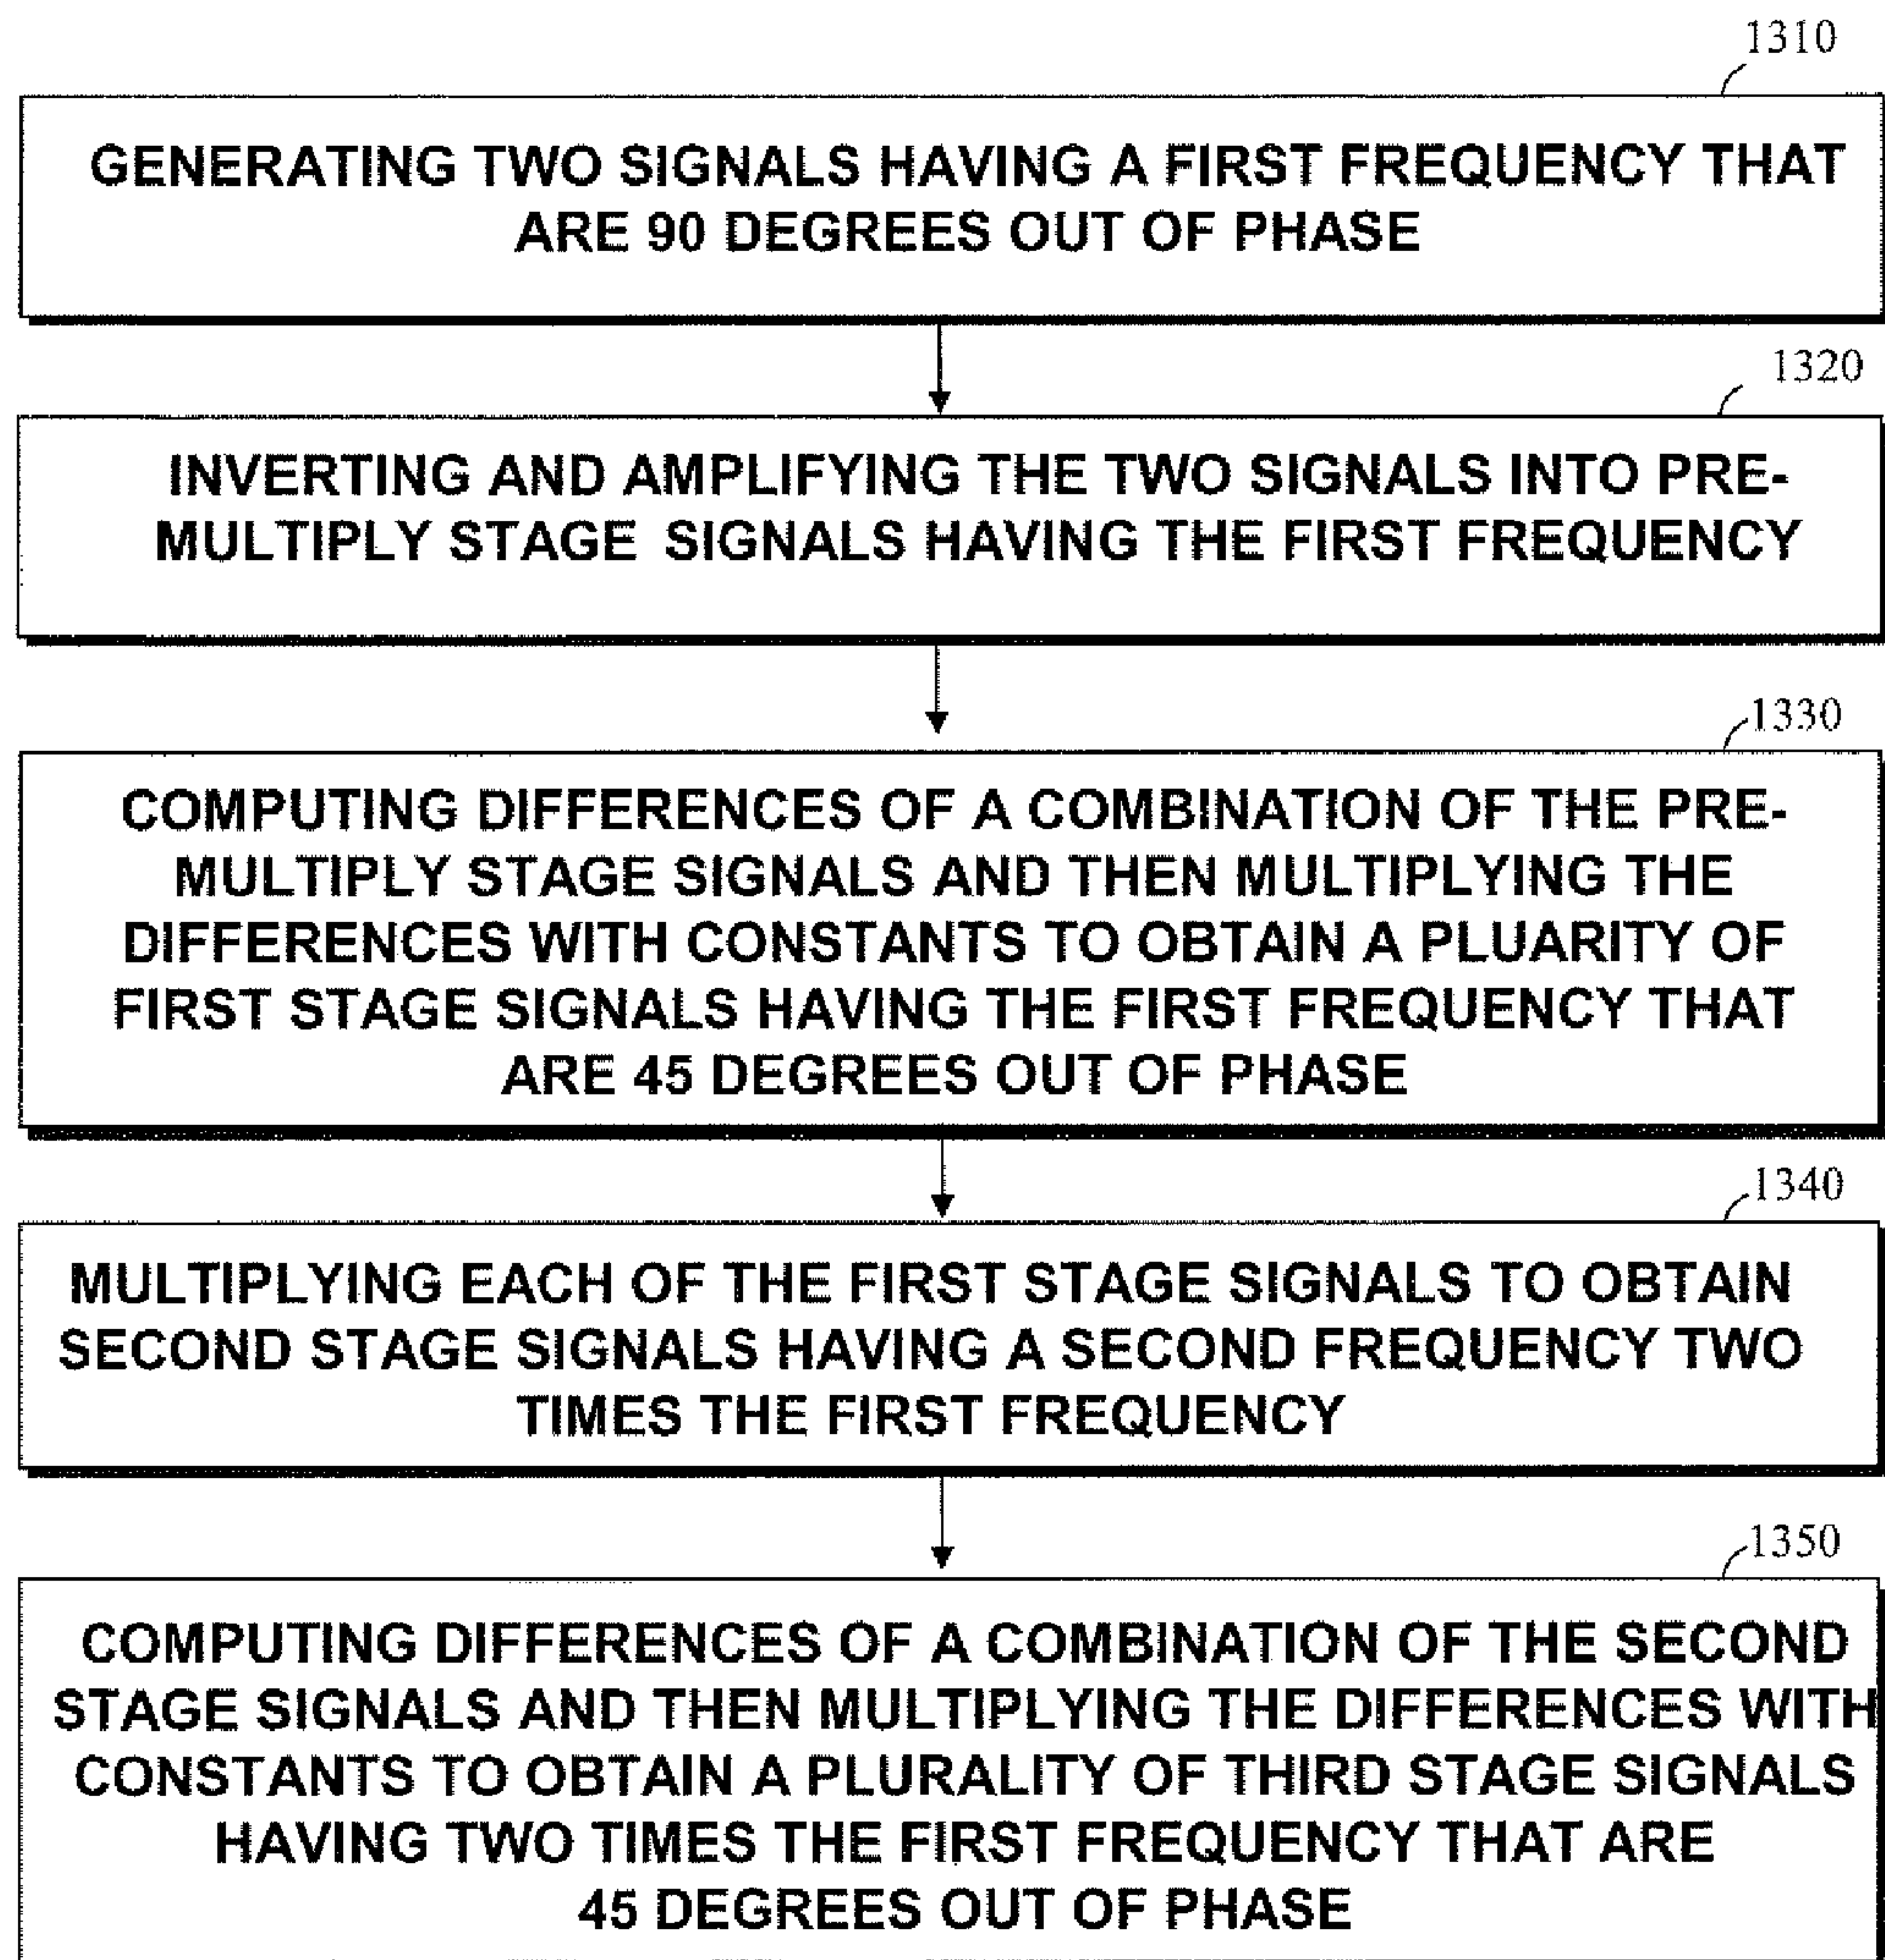 1310
GENERATING TWO SIGNALS HAVING A FIRST FREQUENCY THAT
ARE 90 DEGREES OUT OF PHASE
1320
INVERTING AND AMPLIFYING THE TWO SIGNALS INTO PRE-
MULTIPLY STAGE SIGNALS HAVING THE FIRST FREQUENCY
1330
COMPUTING DIFFERENCES OF A COMBINATION OF THE PRE-
MULTIPLY STAGE SIGNALS AND THEN MULTIPLYING THE
DIFFERENCES WITH CONSTANTS TO OBTAIN A PLUARITY OF
FIRST STAGE SIGNALS HAVING THE FIRST FREQUENCY THAT
ARE 45 DEGREES OUT OF PHASE
1340
MULTIPLYING EACH OF THE FIRST STAGE SIGNALS TO OBTAIN
SECOND STAGE SIGNALS HAVING A SECOND FREQUENCY TWO
TIMES THE FIRST FREQUENCY
1350
COMPUTING DIFFERENCES OF A COMBINATION OF THE SECOND
STAGE SIGNALS AND THEN MULTIPLYING THE DIFFERENCES WITH
CONSTANTS TO OBTAIN A PLURALITY OF THIRD STAGE SIGNALS
HAVING TWO TIMES THE FIRST FREQUENCY THAT ARE
45 DEGREES OUT OF PHASE